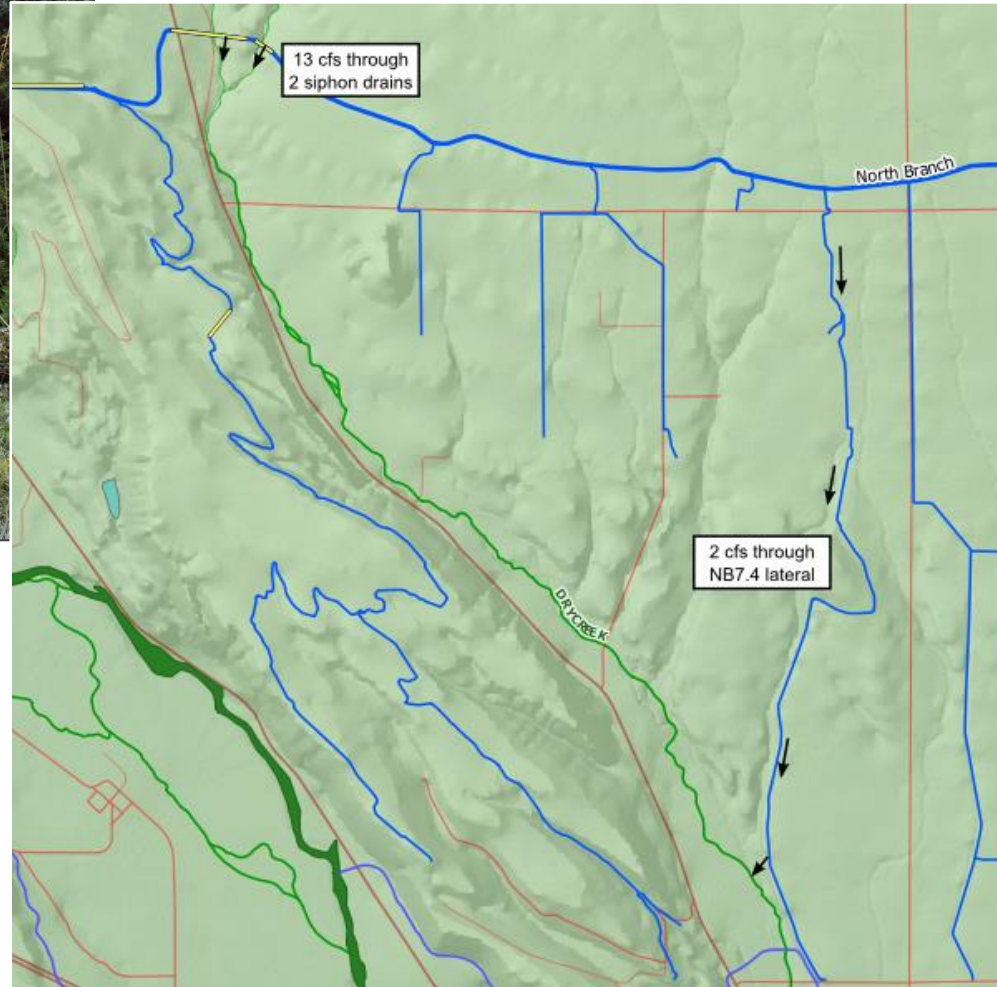 13 cfs through
2 siphon drains
North Branch
2 cfs through
NB7.4 lateral
DRY CREEK